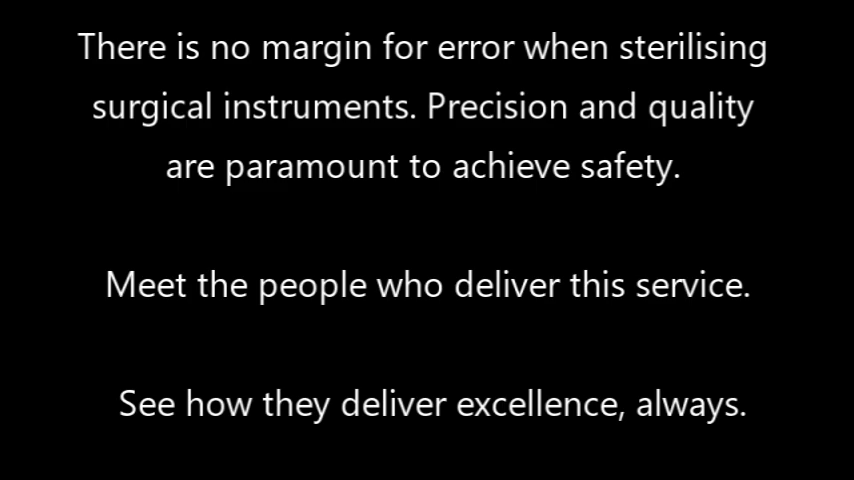 There is no margin for error when sterilising
surgical instruments. Precision and quality
are paramount to achieve safety.
Meet the people who deliver this service.
See how they deliver excellence, always.